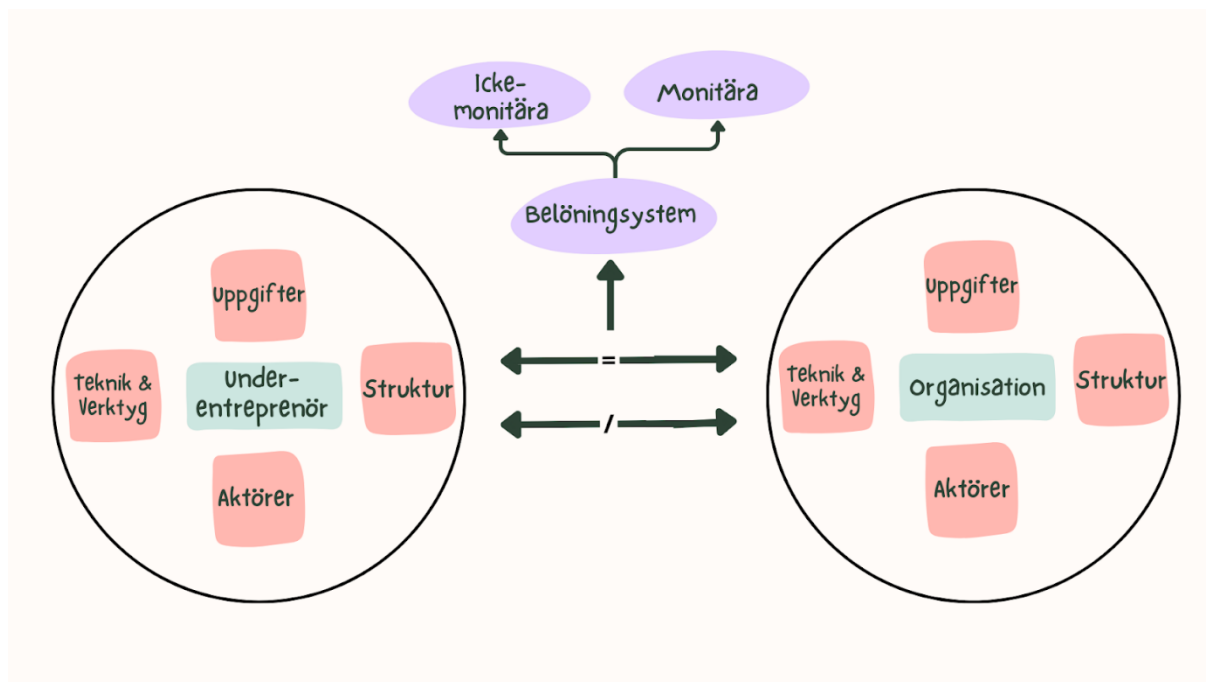 Icke-
monitära
Monitära
Belöningsystem
Uppgifter
Teknik &
Verktyg
Under-
entreprenör
Struktur
Aktörer
=
/
Uppgifter
Teknik &
Verktyg
Organisation
Struktur
Aktörer